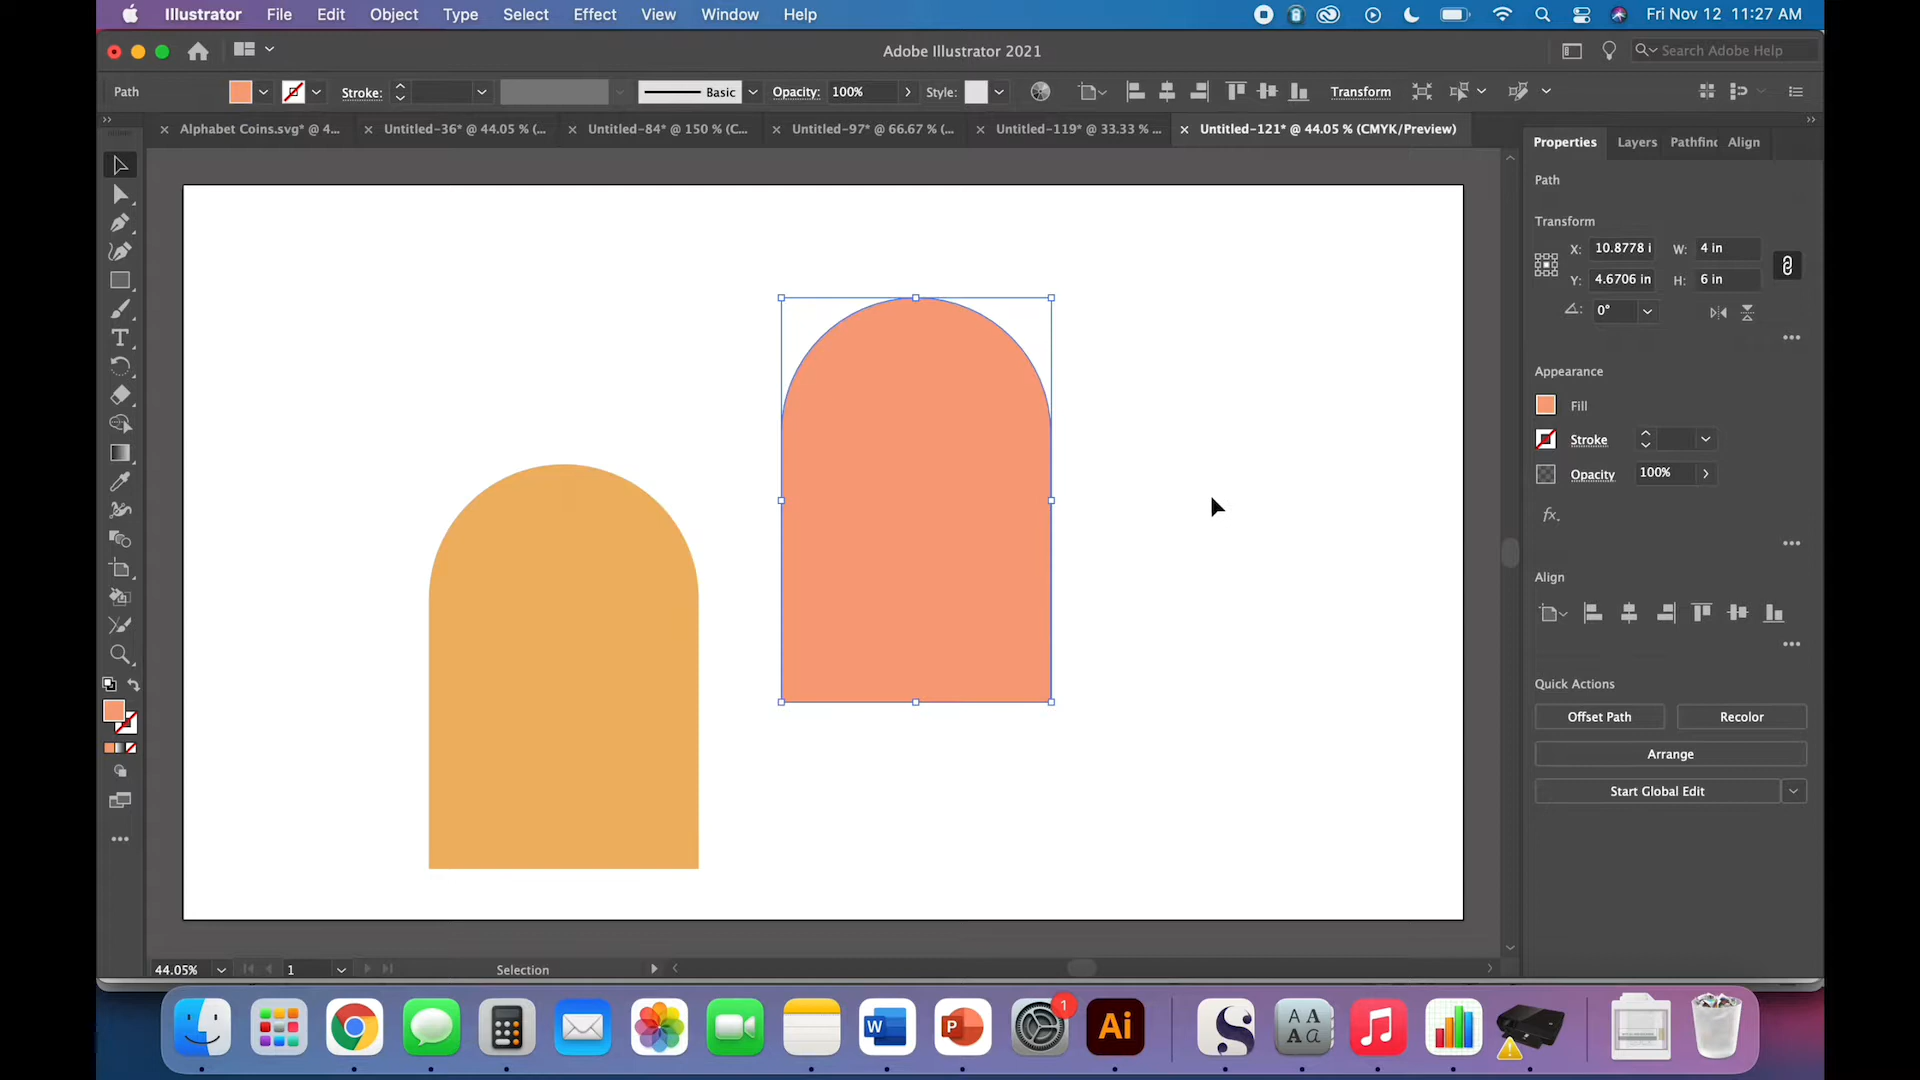 Illustrator File Edit Object Type Select Effect View Window Help Fri Nov 12 11:27 AM
Adobe Illustrator 2021 Search Adobe Help
Path Stroke: Basic Opacity: 100% Style: Transform
Alphabet Coins.svg* @ 4... Untitled-36* @ 44.05 % (... Untitled-84* @ 150 % (C... Untitled-97* @ 66.67 % (... Untitled-119* @ 33.33 % ... Untitled-121* @ 44.05 % (CMYK/Preview)
Properties Layers Pathfinc Align
Path
Transform
X: 10.8778 i W: 4 in
Y: 4.6706 in H: 6 in
0°
Appearance
Fill
Stroke
Opacity 100%
fx.
Align
Quick Actions
Offset Path Recolor
Arrange
Start Global Edit
44.05% 1 Selection
W P 1 Ai S A A A a